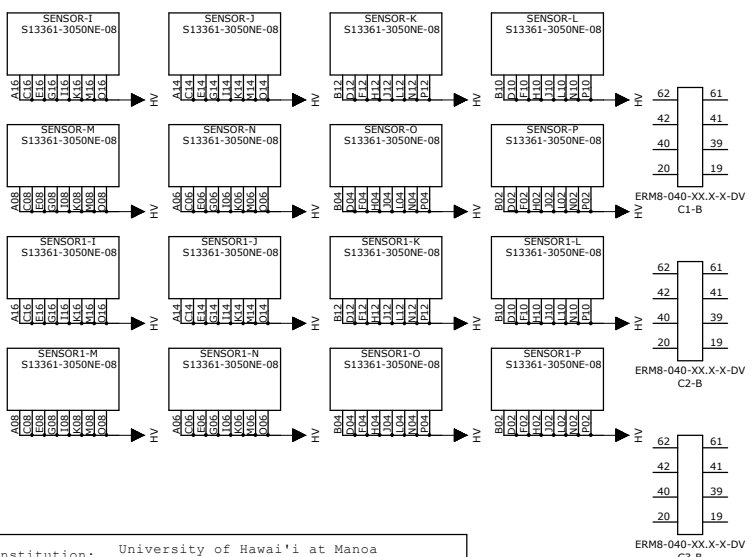 SENSOR-I
S13361-3050NE-08
A16 C16 E16 G16 I16 K16 M16 O16
HV
SENSOR-J
S13361-3050NE-08
A14 C14 E14 G14 I14 K14 M14 O14
HV
SENSOR-K
S13361-3050NE-08
B12 D12 F12 H12 J12 L12 N12 P12
HV
SENSOR-L
S13361-3050NE-08
B10 D10 F10 H10 J10 L10 N10 P10
HV
SENSOR-M
S13361-3050NE-08
A08 C08 E08 G08 I08 K08 M08 O08
HV
SENSOR-N
S13361-3050NE-08
A06 C06 E06 G06 I06 K06 M06 O06
HV
SENSOR-O
S13361-3050NE-08
B04 D04 F04 H04 J04 L04 N04 P04
HV
SENSOR-P
S13361-3050NE-08
B02 D02 F02 H02 J02 L02 N02 P02
HV
SENSOR1-I
S13361-3050NE-08
A16 C16 E16 G16 I16 K16 M16 O16
HV
SENSOR1-J
S13361-3050NE-08
A14 C14 E14 G14 I14 K14 M14 O14
HV
SENSOR1-K
S13361-3050NE-08
B12 D12 F12 H12 J12 L12 N12 P12
HV
SENSOR1-L
S13361-3050NE-08
B10 D10 F10 H10 J10 L10 N10 P10
HV
SENSOR1-M
S13361-3050NE-08
A08 C08 E08 G08 I08 K08 M08 O08
HV
SENSOR1-N
S13361-3050NE-08
A06 C06 E06 G06 I06 K06 M06 O06
HV
SENSOR1-O
S13361-3050NE-08
B04 D04 F04 H04 J04 L04 N04 P04
HV
SENSOR1-P
S13361-3050NE-08
B02 D02 F02 H02 J02 L02 N02 P02
HV
62 61
42 41
40 39
20 19
ERM8-040-XX.X-X-DV
C1-B
62 61
42 41
40 39
20 19
ERM8-040-XX.X-X-DV
C2-B
62 61
42 41
40 39
20 19
ERM8-040-XX.X-X-DV
University of Hawai'i at Manoa